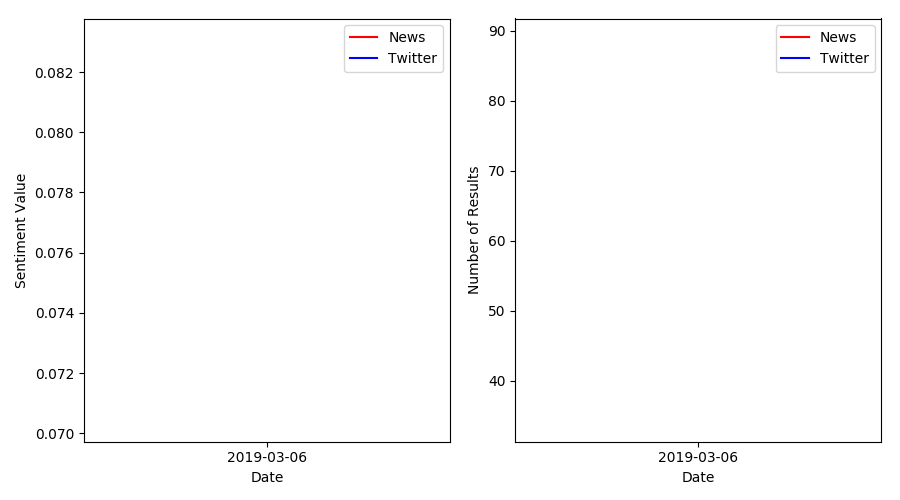 News
Twitter
0.082
0.080
0.078
0.076
0.074
0.072
0.070
Sentiment Value
2019-03-06
Date
News
Twitter
90
80
70
60
50
40
Number of Results
2019-03-06
Date